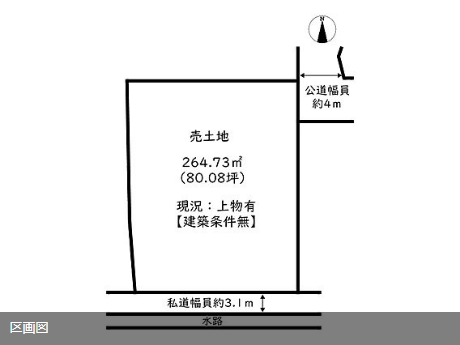 N
公道幅員
約4m
売土地
264.73㎡
(80.08坪)
現況：上物有
【建築条件無】
私道幅員約3.1m
水路
区画図